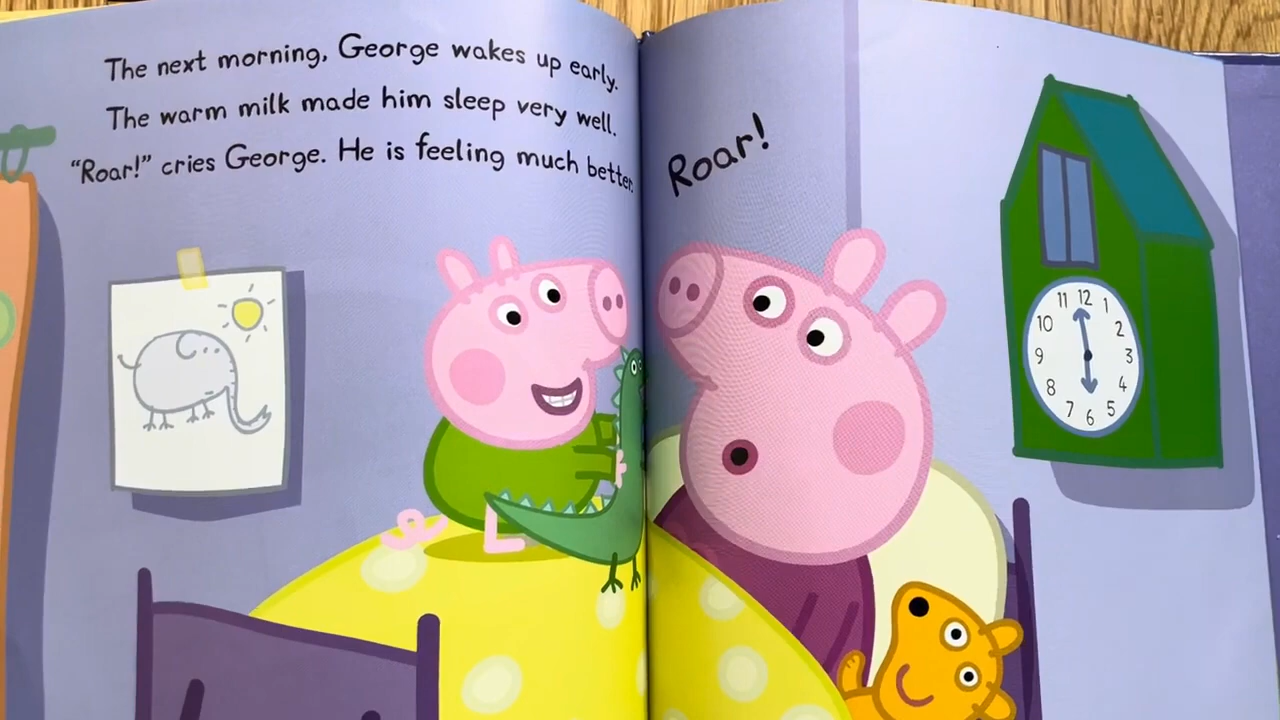 The next morning, George wakes up early.
The warm milk made him sleep very well.
“Roar!” cries George. He is feeling much better.
Roar!
11 12 1
10 2
9 3
8 4
7 6 5